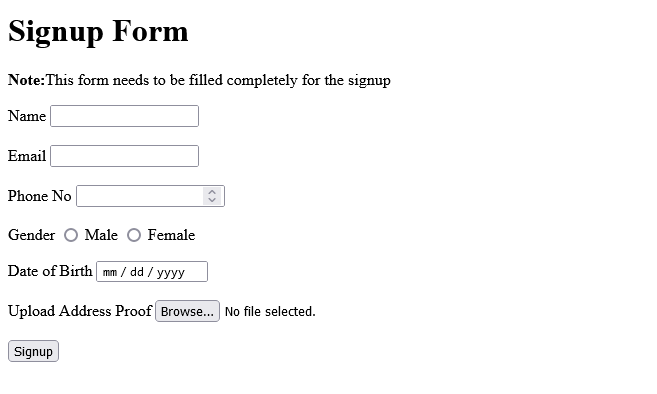 Signup Form
Note:This form needs to be filled completely for the signup
Name
Email
Phone No
Gender Male Female
Date of Birth mm / dd / yyyy
Upload Address Proof Browse... No file selected.
Signup